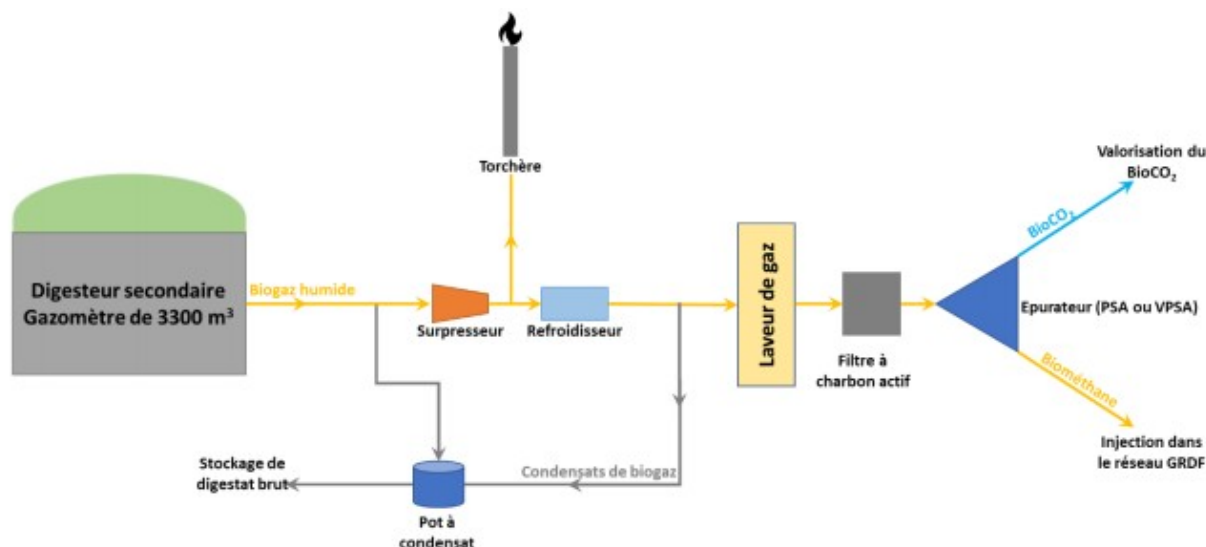 Torchère
Valorisation du
BioCO₂
BioCO₂
Digesteur secondaire
Gazomètre de 3300 m³
Biogaz humide
Surpresseur
Refroidisseur
Laveur de gaz
Filtre à
charbon actif
Epurateur (PSA ou VPSA)
Biométhane
Injection dans
le réseau GRDF
Stockage de
digestat brut
Condensats de biogaz
Pot à
condensat